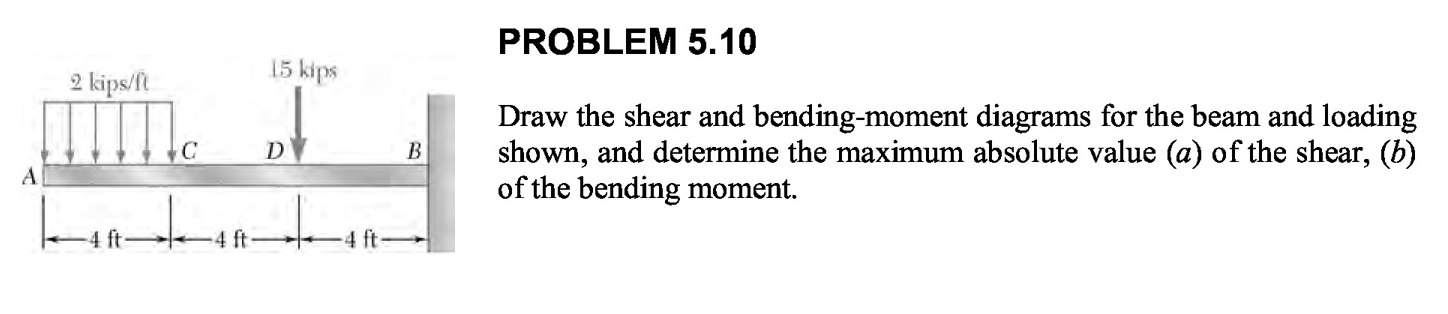 PROBLEM 5.10
2 kips/ft
15 kips
Draw the shear and bending-moment diagrams for the beam and loading
shown, and determine the maximum absolute value (a) of the shear, (b)
of the bending moment.
A
C
D
B
4 ft
4 ft
4 ft